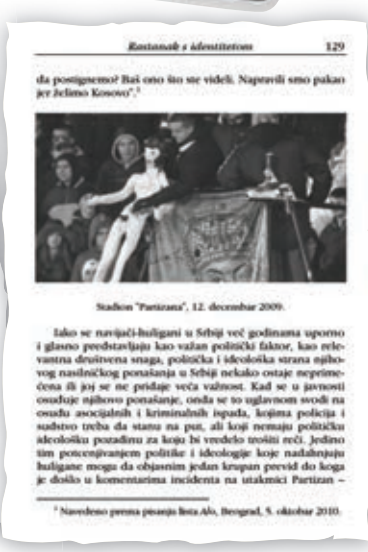 Rastanak s identitetom 129
da postignemo? Baš ono što ste videli. Napravili smo pakao
jer želimo Kosovo".²
Stadion "Partizana", 12. decembar 2009.
Iako se navijači-huligani u Srbiji već godinama uporno
i glasno predstavljaju kao važan politički faktor, kao rele-
vantna društvena snaga, politička i ideološka strana njiho-
vog nasilničkog ponašanja u Srbiji nekako ostaje neprime-
ćena ili joj se ne pridaje veća važnost. Kad se u javnosti
osuđuje njihovo ponašanje, onda se to uglavnom svodi na
osudu asocijalnih i kriminalnih ispada, kojima policija i
sudstvo treba da stanu na put, ali koji nemaju političku
ideološku pozadinu za koju bi vredelo trošiti reči. Jedino
tim potcenjivanjem politike i ideologije koje nadahnjuju
huligane mogu da objasnim jedan krupan previd do koga
je došlo u komentarima incidenta na utakmici Partizan –
Navedeno prema pisanju lista Alo, Beograd, 5. oktobar 2010.